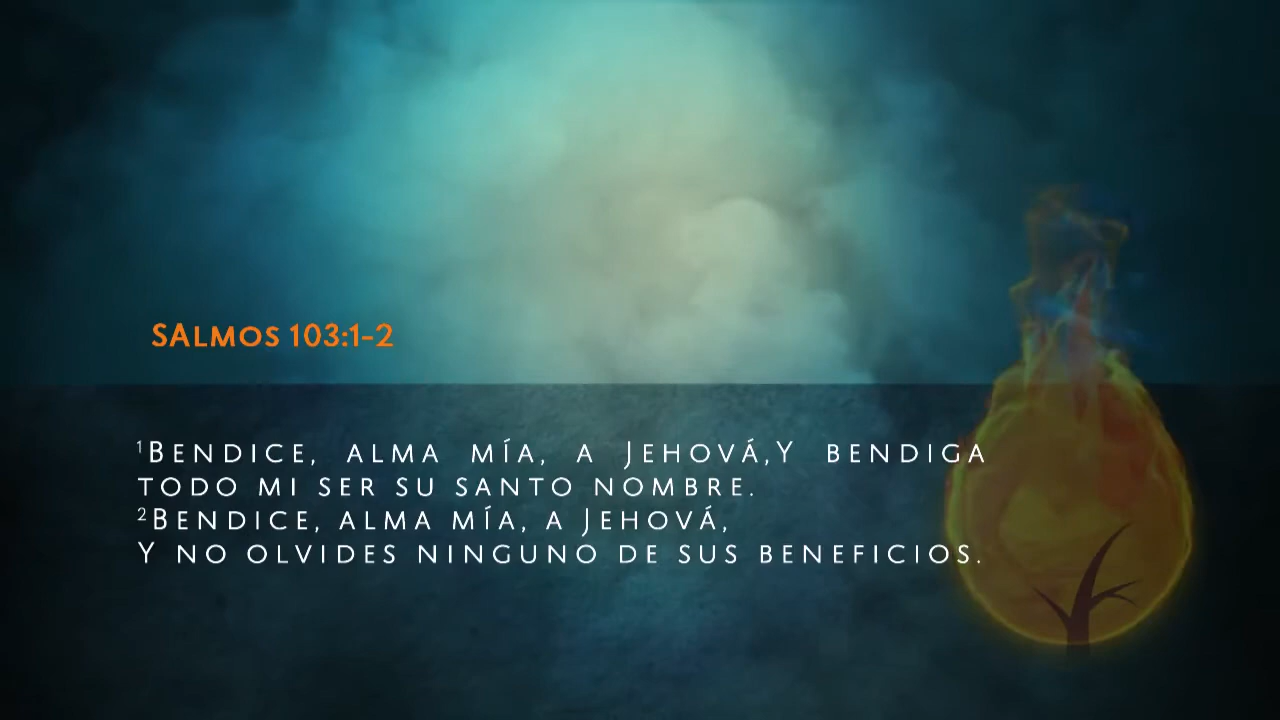 SALMOS 103:1-2
¹BENDICE, ALMA MÍA, A JEHOVÁ,Y BENDIGA
TODO MI SER SU SANTO NOMBRE.
²BENDICE, ALMA MÍA, A JEHOVÁ,
Y NO OLVIDES NINGUNO DE SUS BENEFICIOS.